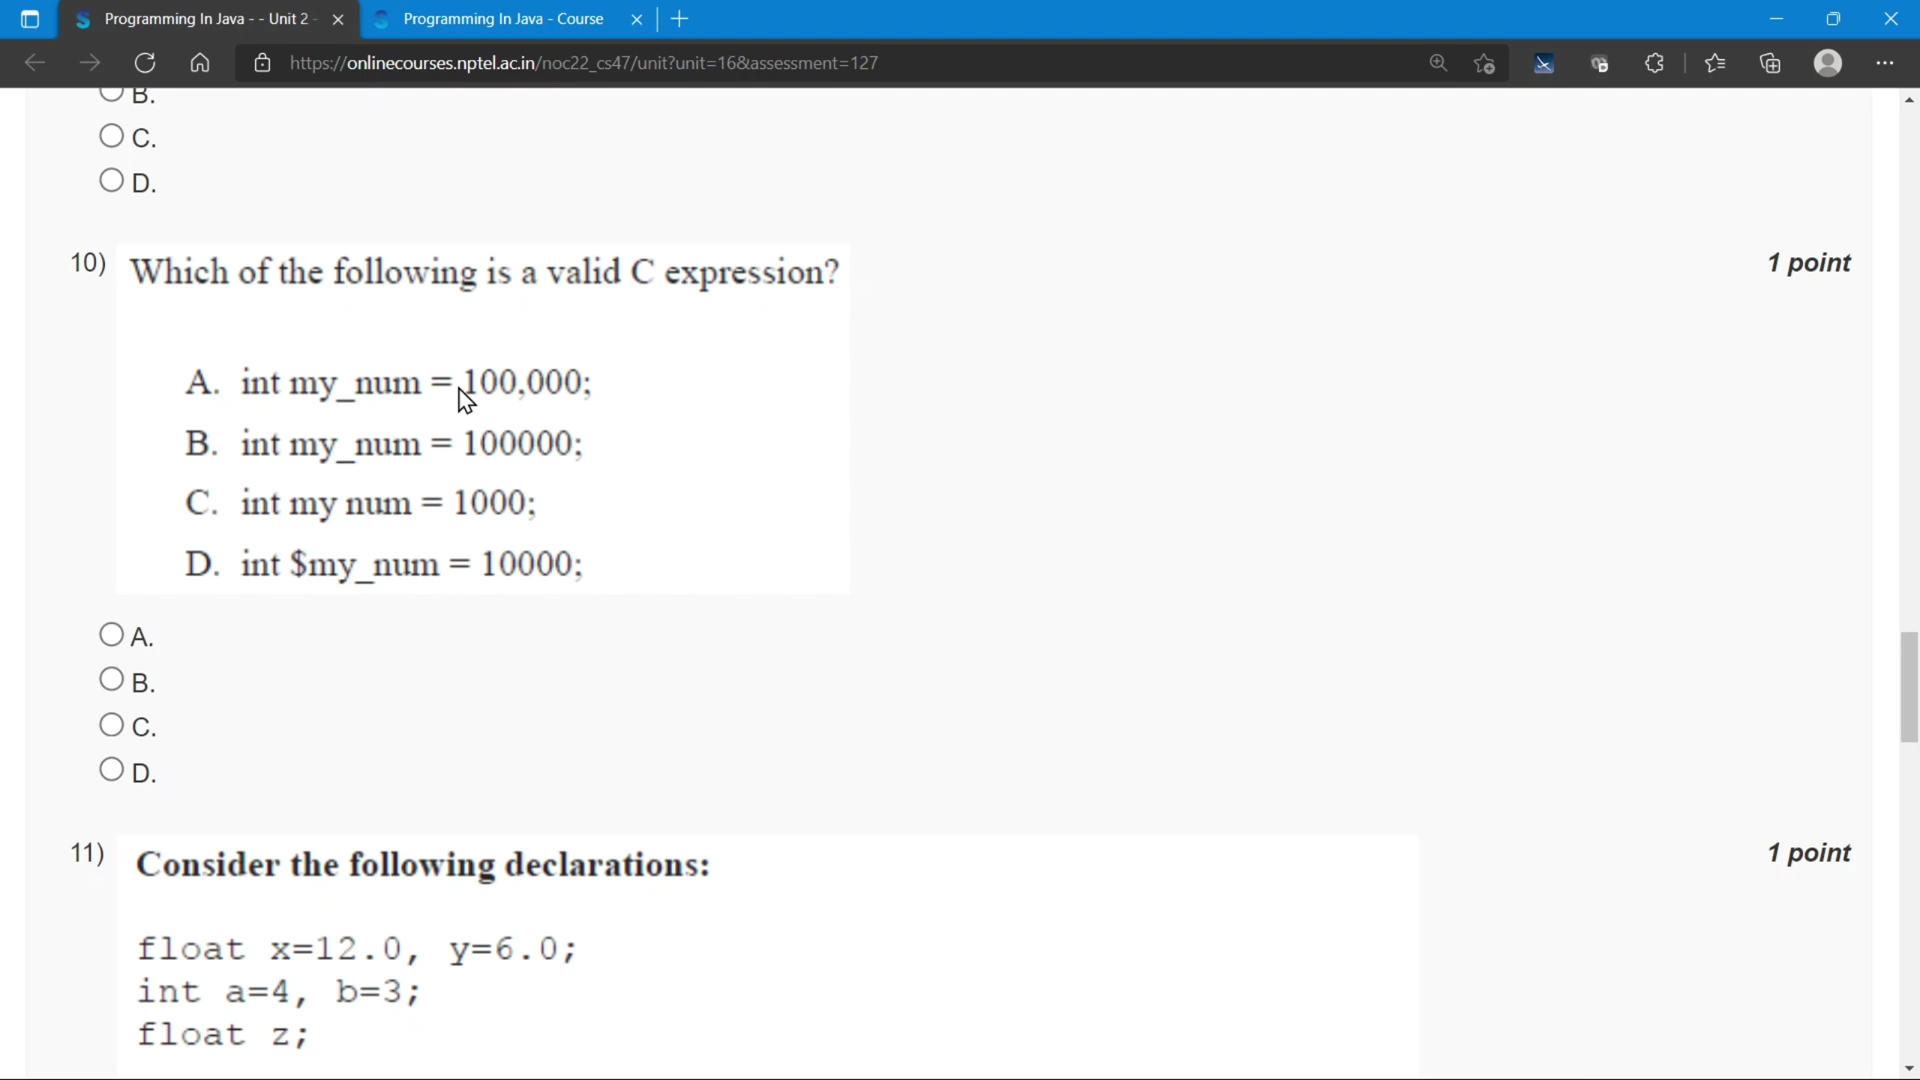 Programming In Java - - Unit 2 -
Programming In Java - Course
https://onlinecourses.nptel.ac.in/noc22_cs47/unit?unit=16&assessment=127
B.
C.
D.
10) Which of the following is a valid C expression? 1 point
A. int my_num = 100,000;
B. int my_num = 100000;
C. int my num = 1000;
D. int $my_num = 10000;
A.
B.
C.
D.
11) Consider the following declarations: 1 point
float x=12.0, y=6.0;
int a=4, b=3;
float z;